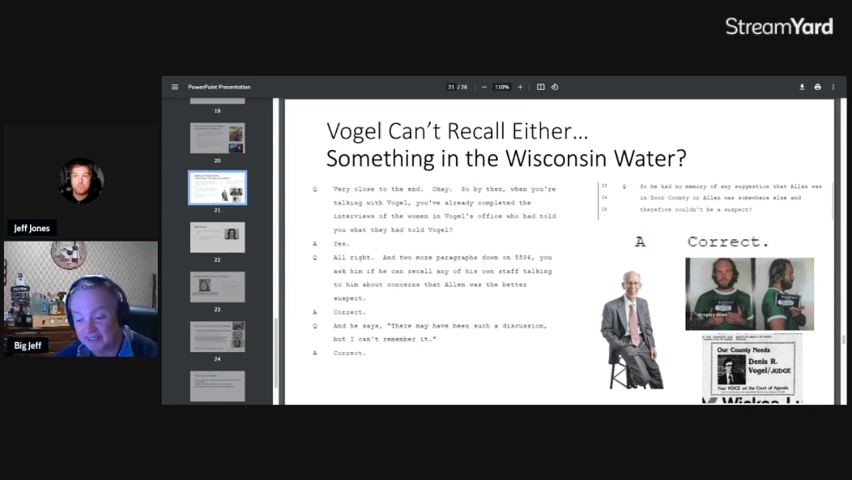 StreamYard
PowerPoint Presentation
21 / 26
110%
19
20
21
22
23
24
Jeff Jones
Big Jeff
Vogel Can't Recall Either...
Something in the Wisconsin Water?
Q Very close to the end. Okay. So by then, when you're
talking with Vogel, you've already completed the
interviews of the women in Vogel's office who had told
you what they had told Vogel?
A Yes.
Q All right. And two more paragraphs down on 5586, you
ask him if he can recall any of his own staff talking
to him about concerns that Allen was the better
suspect.
A Correct.
Q And he says, "There may have been such a discussion,
but I can't remember it."
A Correct.
Q So he had no memory of any suggestion that Allen was
in Door County or Allen was somewhere else and
therefore couldn't be a suspect?
A Correct.
Gregory Allen
Our County Needs
Denis R.
Vogel/JUDGE
Your VOICE on the Court of Appeals